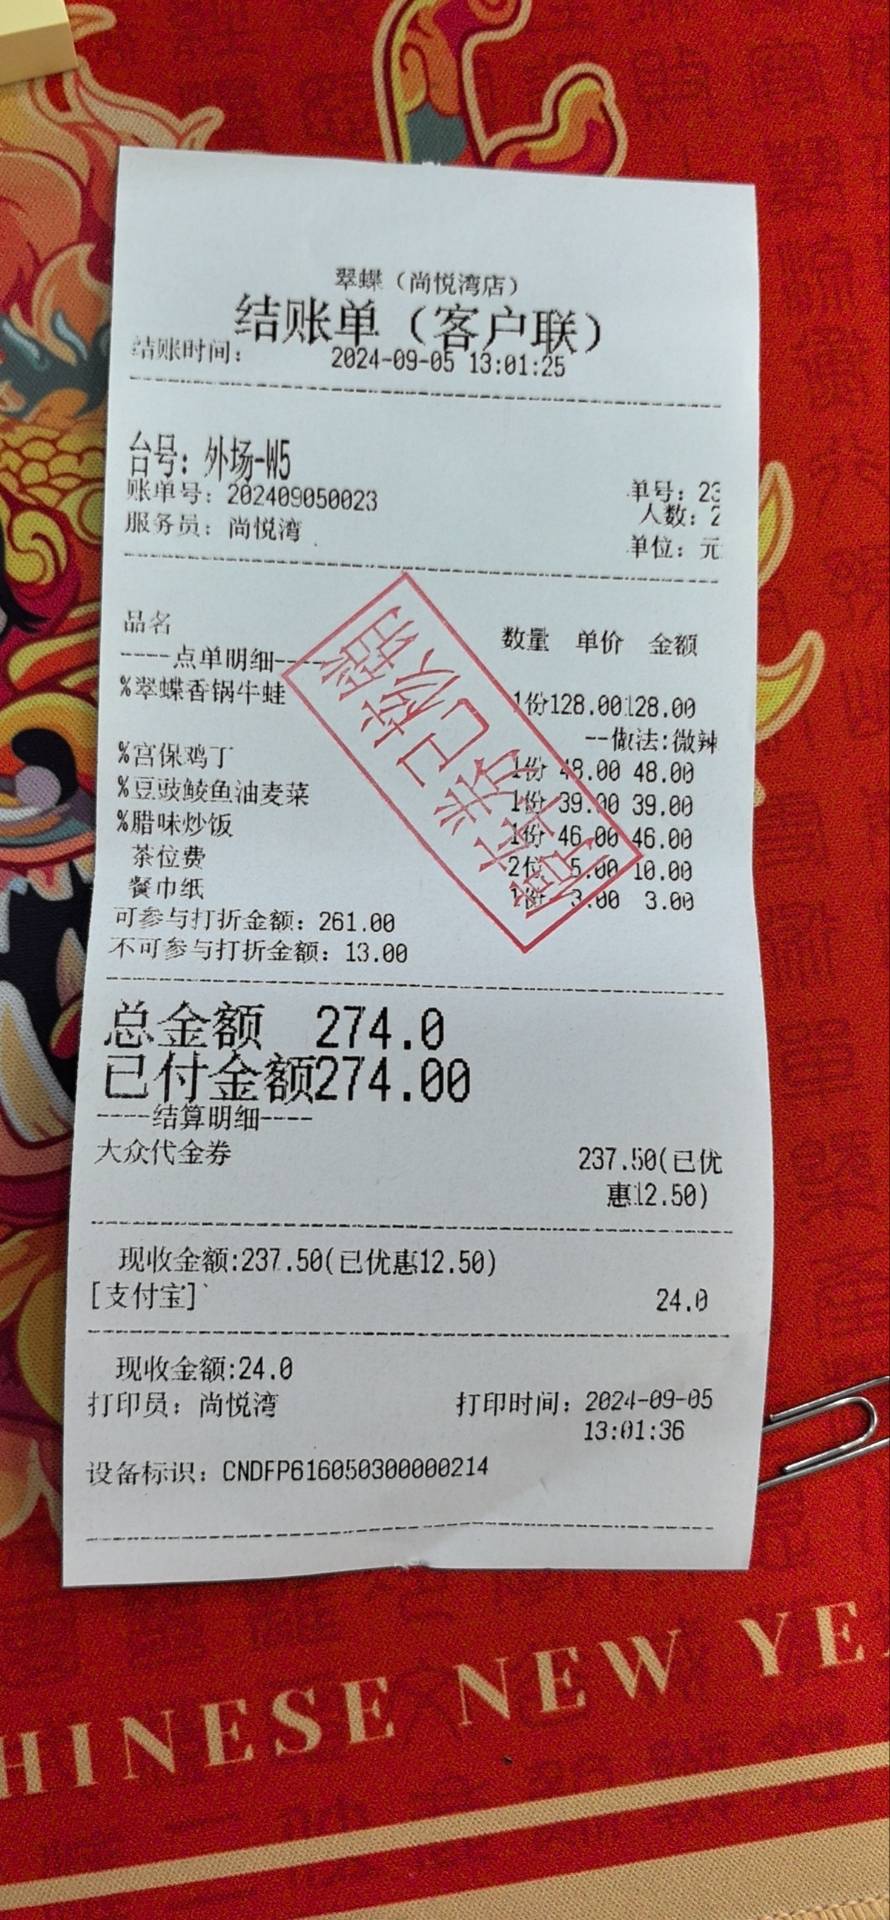 翠蝶（尚悦湾店）
结账单（客户联）
结账时间： 2024-09-05 13:01:25
台号：外场-W5
账单号：202409050023 单号：23
人数：2
服务员：尚悦湾 单位：元
品名 数量 单价 金额
----点单明细----
%翠蝶香锅牛蛙 1份128.00128.00
--做法:微辣
%宫保鸡丁 1份 48.00 48.00
%豆豉鲮鱼油麦菜 1份 39.00 39.00
%腊味炒饭 1份 46.00 46.00
茶位费 2位 5.00 10.00
餐巾纸 1份 3.00 3.00
可参与打折金额：261.00
不可参与打折金额：13.00
总金额 274.0
已付金额274.00
----结算明细----
大众代金券 237.50(已优
惠12.50)
现收金额:237.50(已优惠12.50)
[支付宝] 24.0
现收金额:24.0
打印员：尚悦湾 打印时间：2024-09-05
13:01:36
设备标识：CNDFP616050300000214
HINESE NEW YE